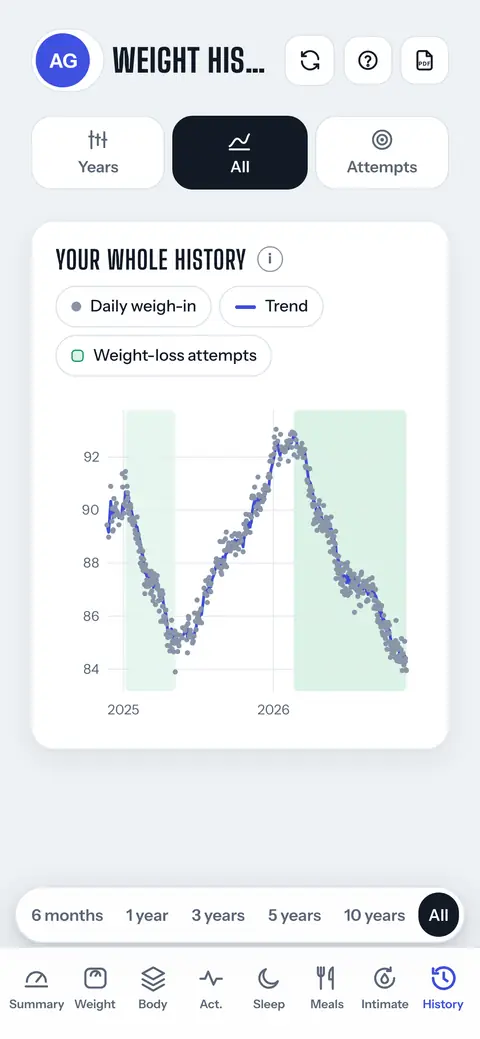 AG WEIGHT HIS... PDF
Years All Attempts
YOUR WHOLE HISTORY i
Daily weigh-in Trend
Weight-loss attempts
92
90
88
86
84
2025 2026
6 months 1 year 3 years 5 years 10 years All
Summary Weight Body Act. Sleep Meals Intimate History